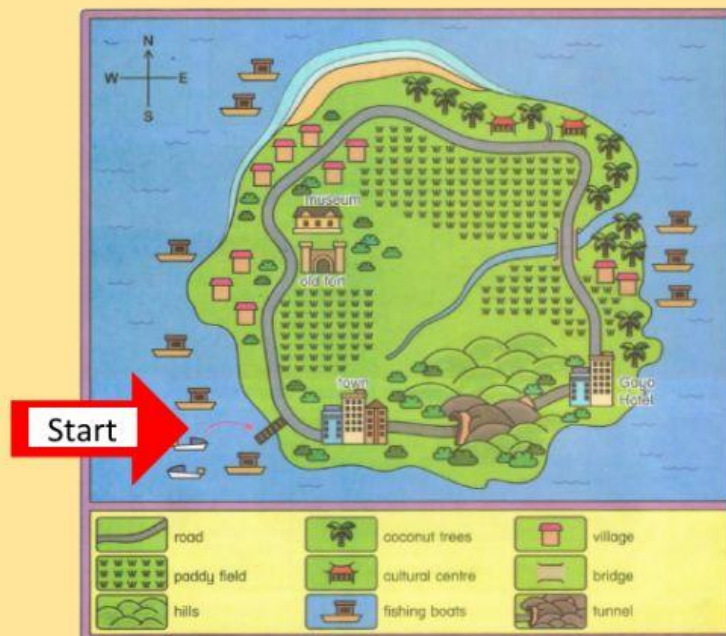 N
W E
S
museum
old fort
town
Goya
Hotel
Start
road
coconut trees
village
paddy field
cultural centre
bridge
hills
fishing boats
tunnel